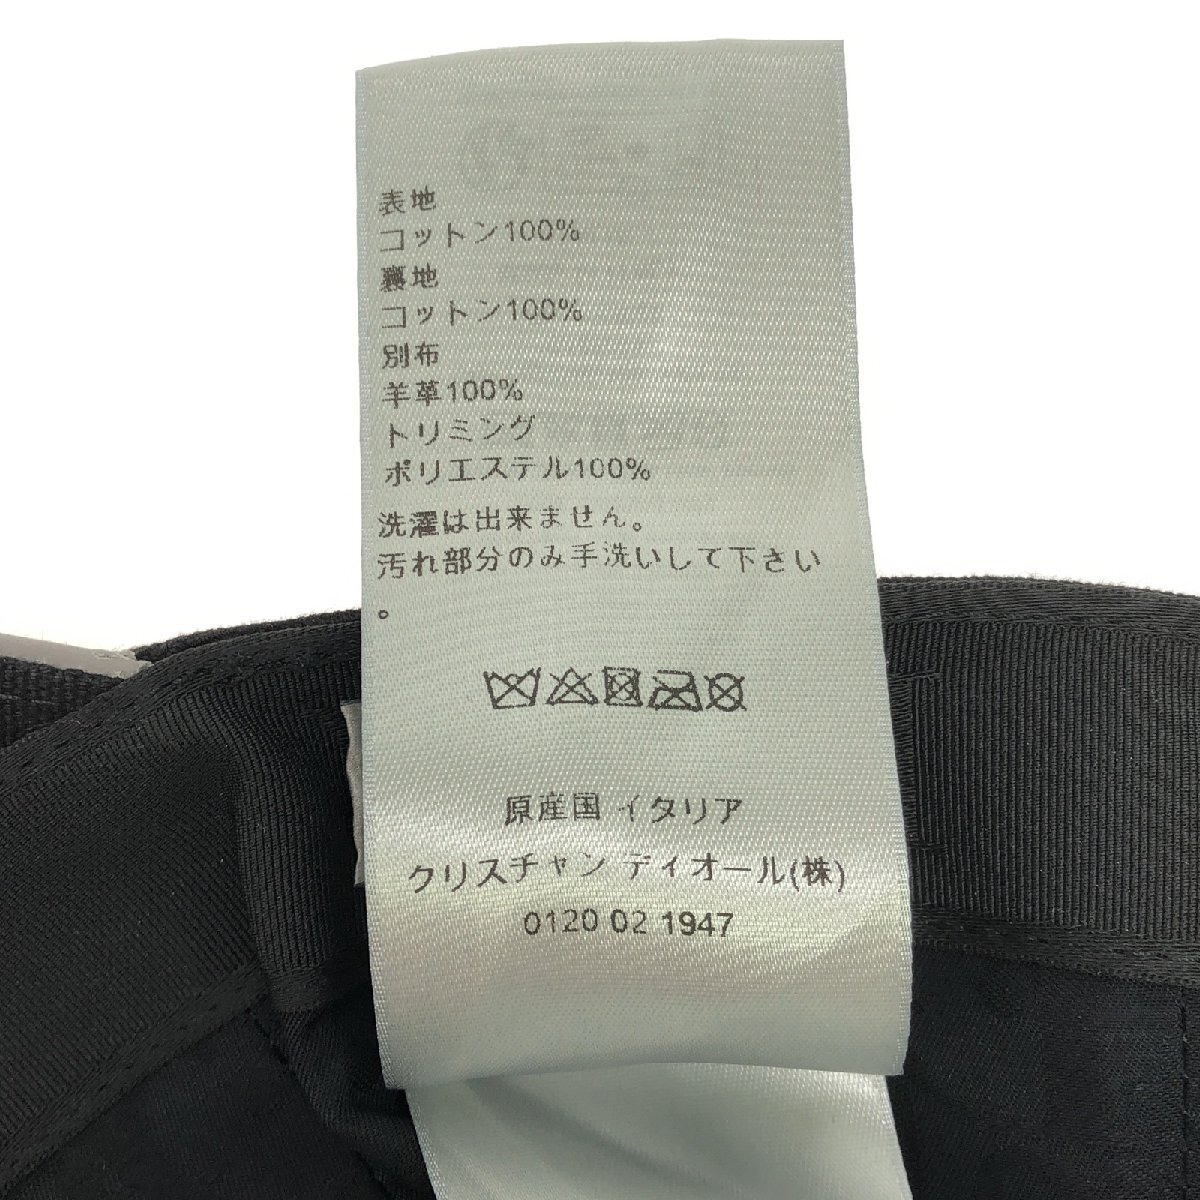 表地
コットン100%
裏地
コットン100%
別布
羊革100%
トリミング
ポリエステル100%
洗濯は出来ません。
汚れ部分のみ手洗いして下さい
。
原産国 イタリア
クリスチャン ディオール(株)
0120 02 1947